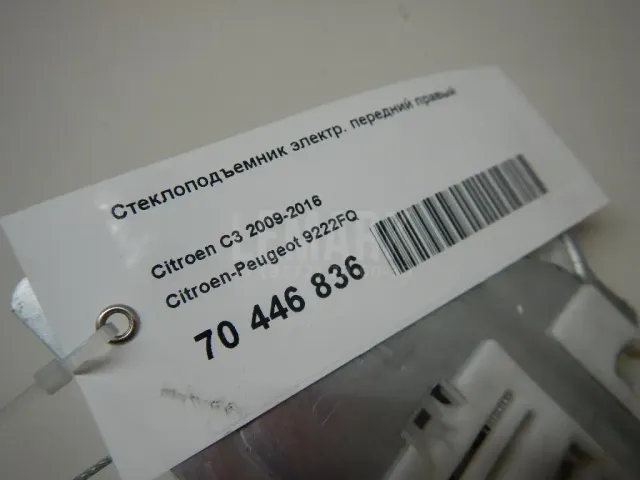 Стеклоподъемник электр. передний правый
Citroen C3 2009-2016
Citroen-Peugeot 9222FQ
70 446 836